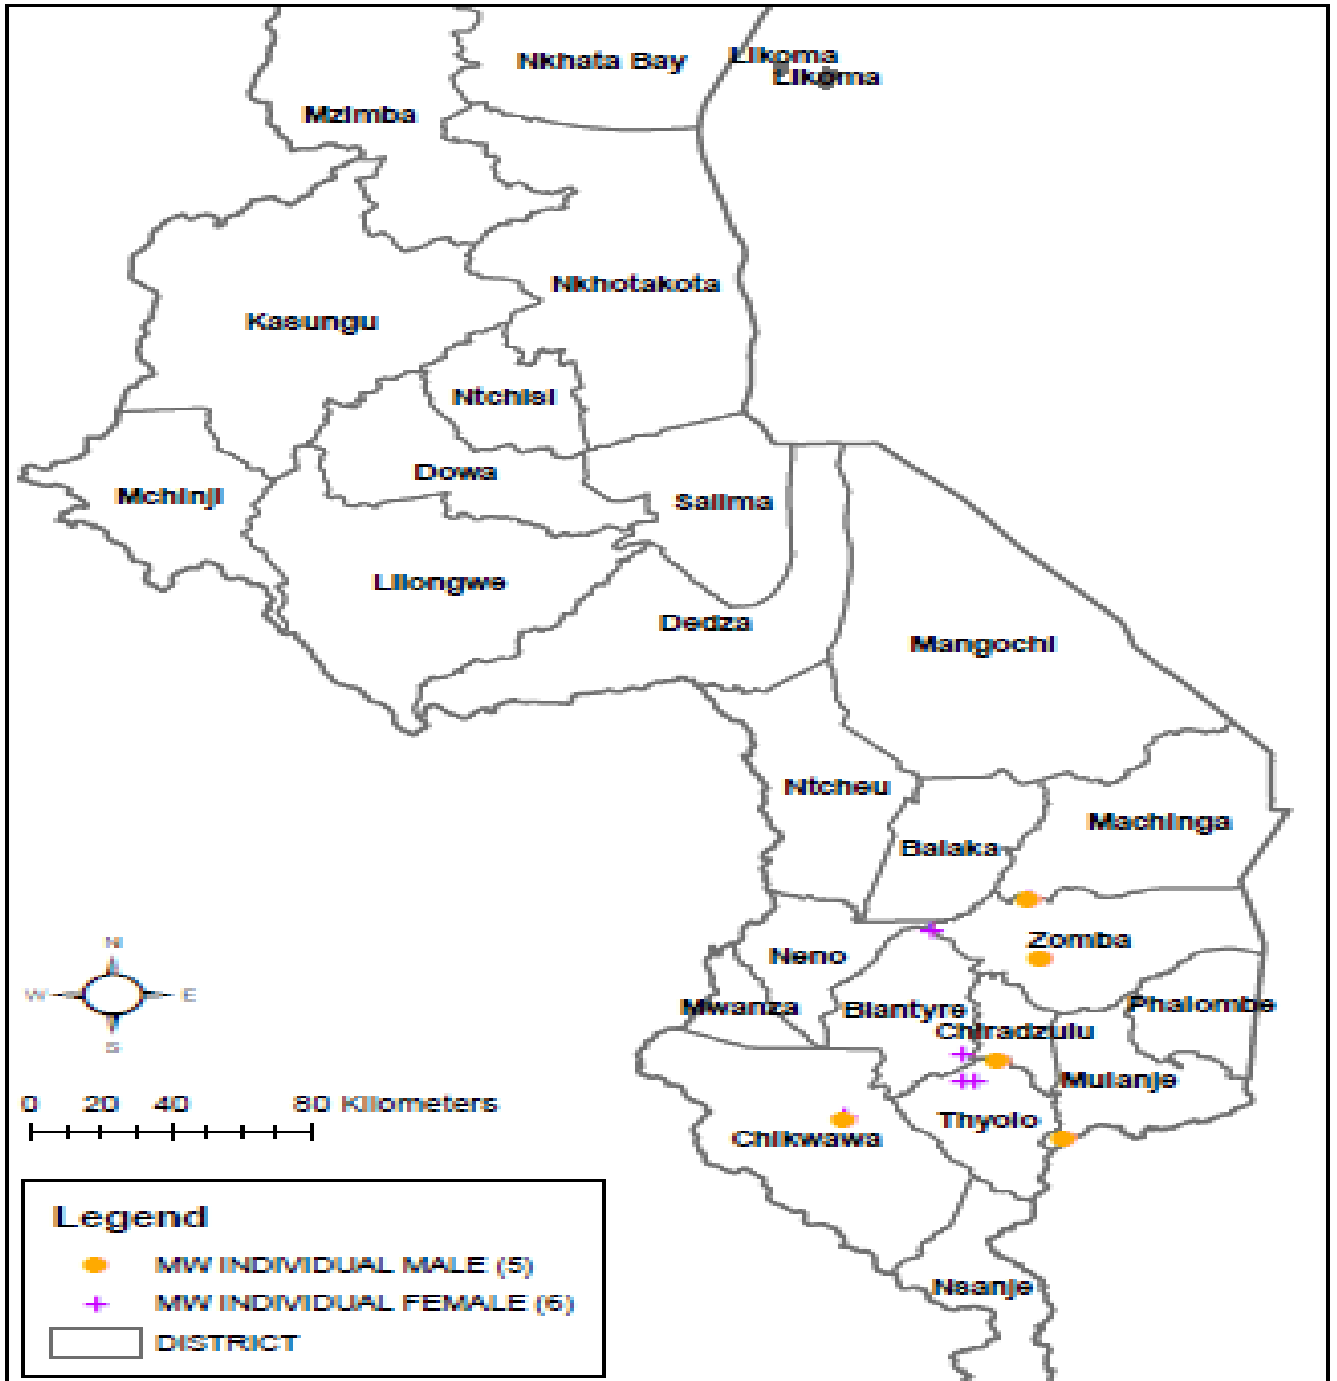 Nkhata Bay
Likoma
Likoma
Mzimba
Nkhotakota
Kasungu
Ntchisi
Dowa
Mchinji
Salima
Lilongwe
Dedza
Mangochi
Ntcheu
Machinga
Balaka
Zomba
Neno
Mwanza
Blantyre
Phalombe
Chiradzulu
Mulanje
Thyolo
Chikwawa
Nsanje
N
W E
S
0 20 40 80 Kilometers
Legend
MW INDIVIDUAL MALE (5)
MW INDIVIDUAL FEMALE (6)
DISTRICT